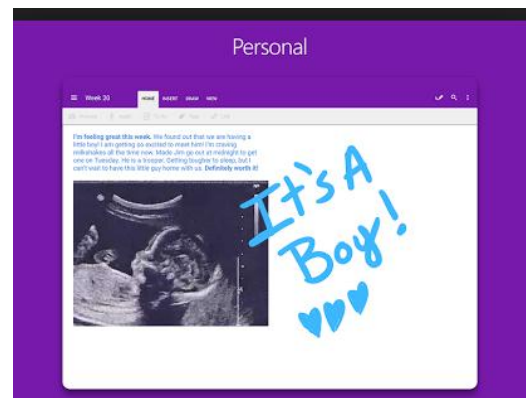 Personal
Week 30 HOME INSERT DRAW VIEW
I'm feeling great this week. We found out that we are having a
little boy! I am getting so excited to meet him! I'm craving
milkshakes all the time now. Made Jim go out at midnight to get
one on Tuesday. He is a trooper. Getting tougher to sleep, but I
can't wait to have this little guy home with us. Definitely worth it!
It's A
Boy!